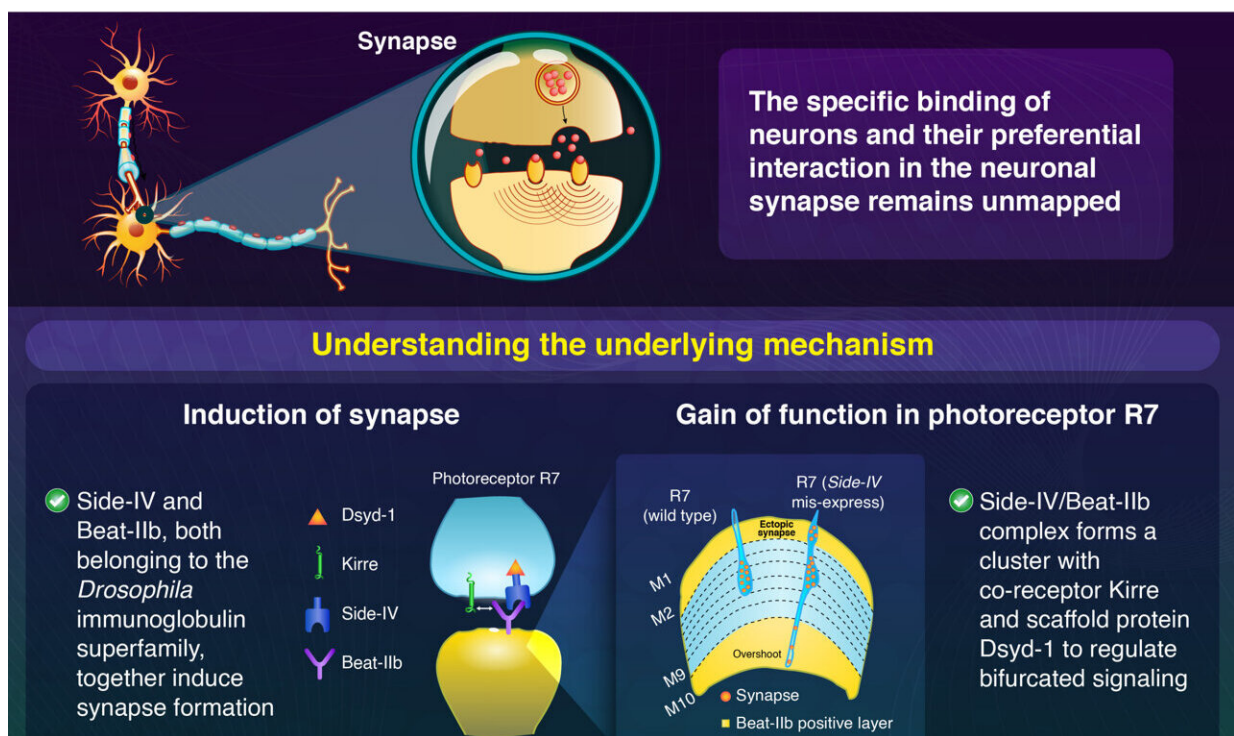 Synapse
The specific binding of
neurons and their preferential
interaction in the neuronal
synapse remains unmapped
Understanding the underlying mechanism
Induction of synapse
Side-IV and
Beat-IIb, both
belonging to the
Drosophila
immunoglobulin
superfamily,
together induce
synapse formation
Dsyd-1
Kirre
Side-IV
Beat-IIb
Photoreceptor R7
Gain of function in photoreceptor R7
R7
(wild type)
R7 (Side-IV
mis-express)
Ectopic
synapse
M1
M2
M9
M10
Overshoot
Synapse
Beat-IIb positive layer
Side-IV/Beat-IIb
complex forms a
cluster with
co-receptor Kirre
and scaffold protein
Dsyd-1 to regulate
bifurcated signaling